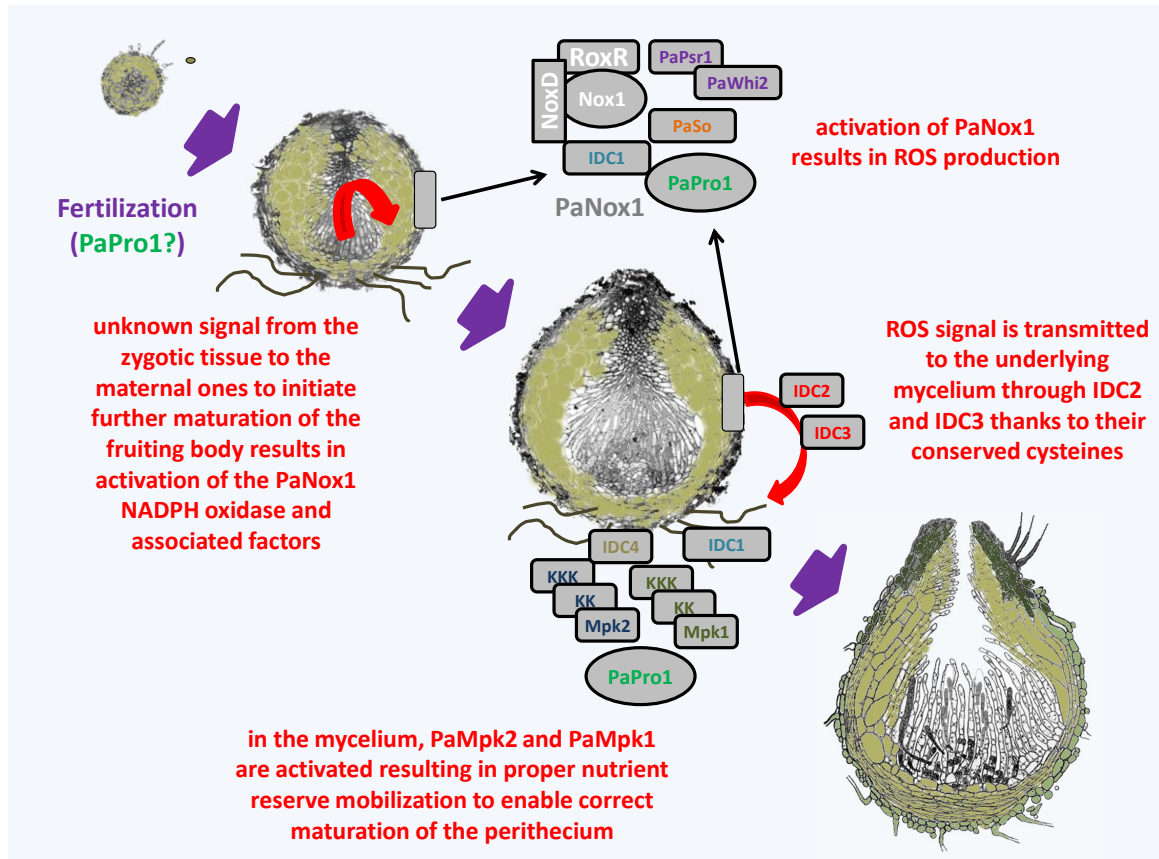 RoxR
NoxD
Nox1
PaPsr1
PaWhi2
PaSo
IDC1
PaPro1
PaNox1
activation of PaNox1
results in ROS production
Fertilization
(PaPro1?)
unknown signal from the
zygotic tissue to the
maternal ones to initiate
further maturation of the
fruiting body results in
activation of the PaNox1
NADPH oxidase and
associated factors
ROS signal is transmitted
to the underlying
mycelium through IDC2
and IDC3 thanks to their
conserved cysteines
IDC2
IDC3
IDC4
IDC1
KKK
KK
Mpk2
KKK
KK
Mpk1
PaPro1
in the mycelium, PaMpk2 and PaMpk1
are activated resulting in proper nutrient
reserve mobilization to enable correct
maturation of the perithecium